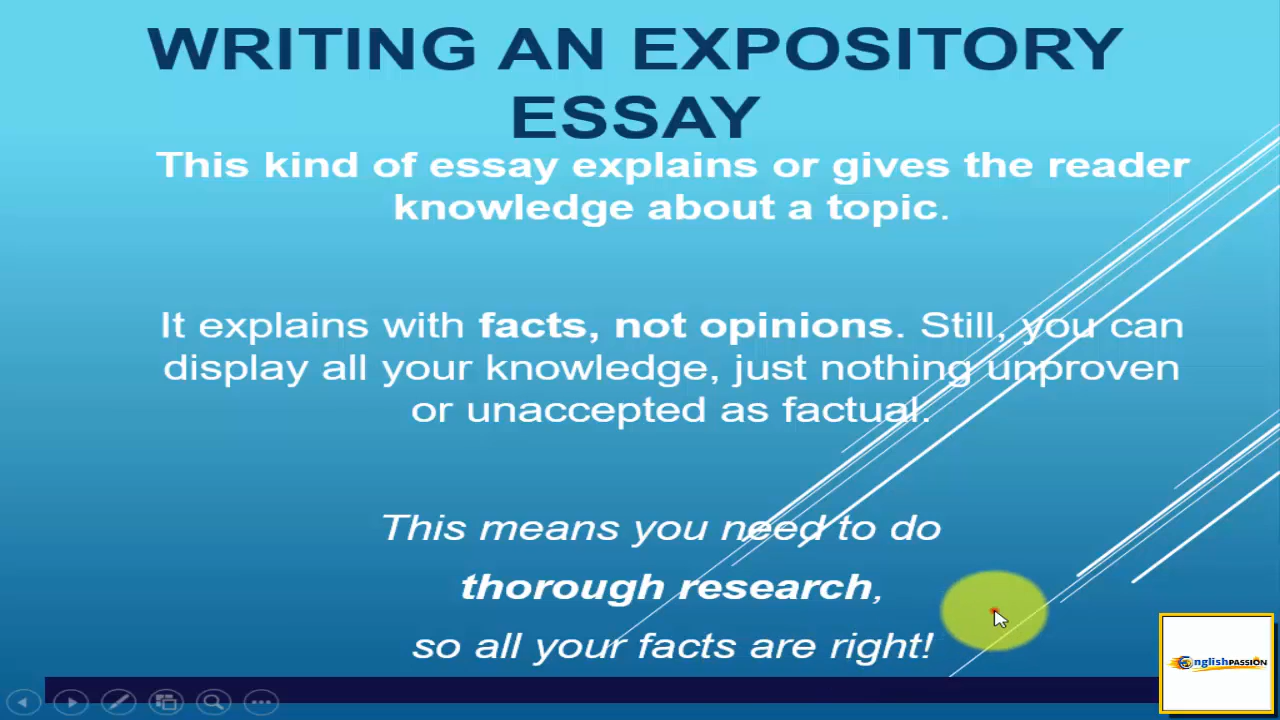 WRITING AN EXPOSITORY
ESSAY
This kind of essay explains or gives the reader
knowledge about a topic.
It explains with facts, not opinions. Still, you can
display all your knowledge, just nothing unproven
or unaccepted as factual.
This means you need to do
thorough research,
so all your facts are right!
nglishPASSION